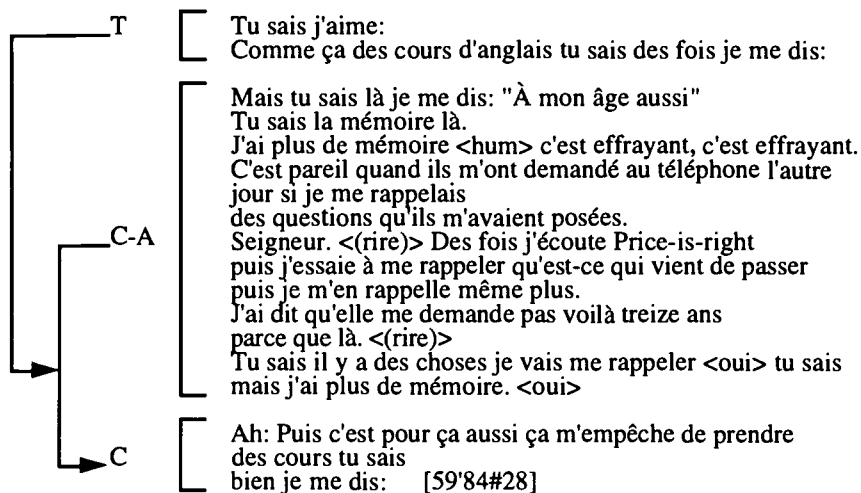 T
Tu sais j'aime:
Comme ça des cours d'anglais tu sais des fois je me dis:
Mais tu sais là je me dis: "À mon âge aussi"
Tu sais la mémoire là.
J'ai plus de mémoire <hum> c'est effrayant, c'est effrayant.
C'est pareil quand ils m'ont demandé au téléphone l'autre
jour si je me rappelais
des questions qu'ils m'avaient posées.
C-A
Seigneur. <(rire)> Des fois j'écoute Price-is-right
puis j'essaie à me rappeler qu'est-ce qui vient de passer
puis je m'en rappelle même plus.
J'ai dit qu'elle me demande pas voilà treize ans
parce que là. <(rire)>
Tu sais il y a des choses je vais me rappeler <oui> tu sais
mais j'ai plus de mémoire. <oui>
C
Ah: Puis c'est pour ça aussi ça m'empêche de prendre
des cours tu sais
bien je me dis: [59'84#28]